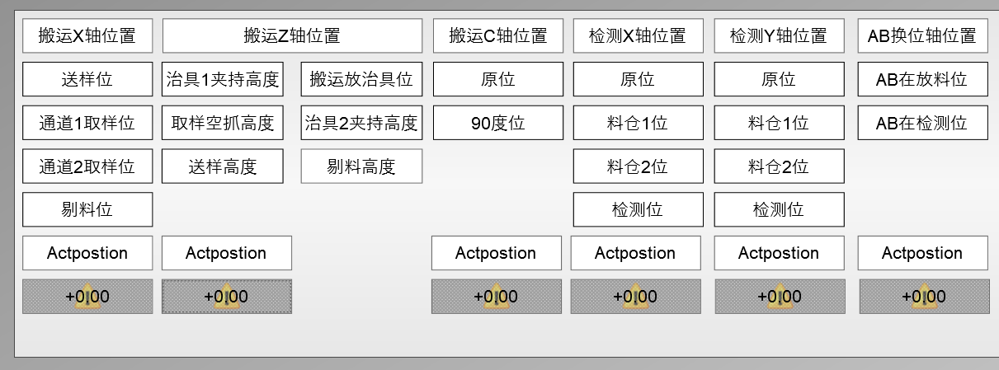 搬运X轴位置 搬运Z轴位置 搬运C轴位置 检测X轴位置 检测Y轴位置 AB换位轴位置
送样位 治具1夹持高度 搬运放治具位 原位 原位 原位 AB在放料位
通道1取样位 取样空抓高度 治具2夹持高度 90度位 料仓1位 料仓1位 AB在检测位
通道2取样位 送样高度 剔料高度 料仓2位 料仓2位
剔料位 检测位 检测位
Actpostion Actpostion Actpostion Actpostion Actpostion Actpostion
+0.00 +0.00 +0.00 +0.00 +0.00 +0.00